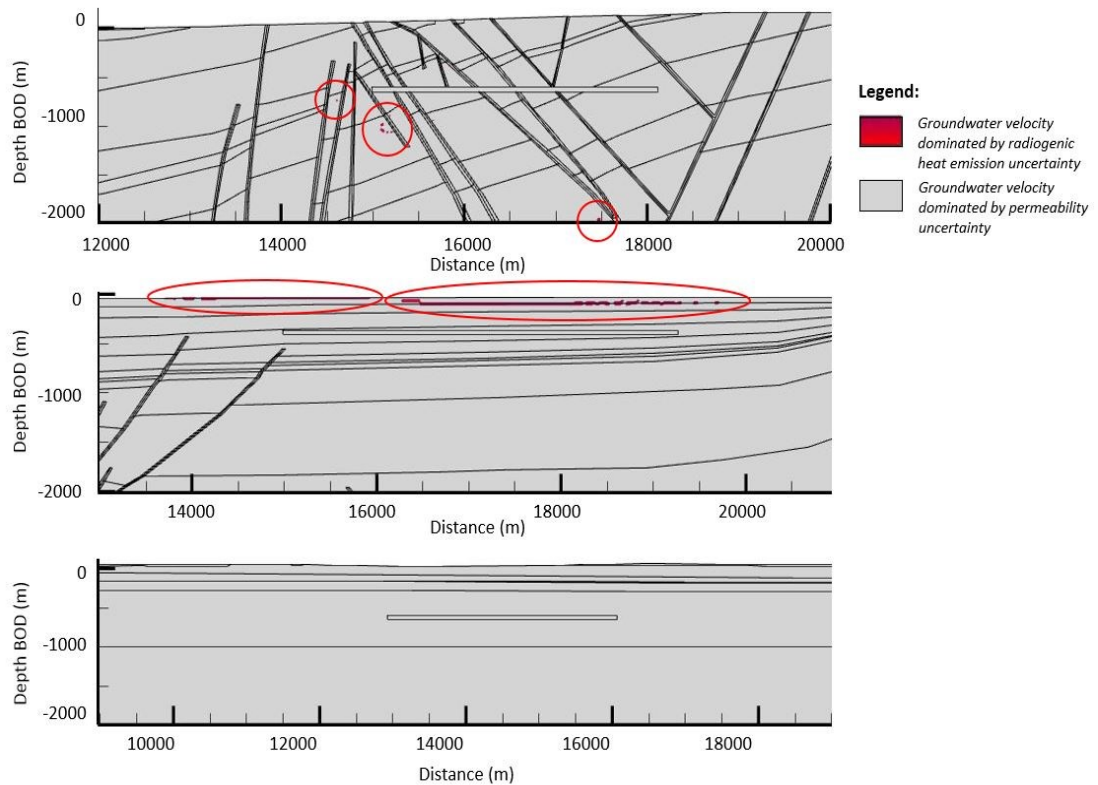 0
-1000
-2000
Depth BOD (m)
12000 14000 16000 18000 20000
Distance (m)
Legend:
Groundwater velocity
dominated by radiogenic
heat emission uncertainty
Groundwater velocity
dominated by permeability
uncertainty
0
-1000
-2000
Depth BOD (m)
14000 16000 18000 20000
Distance (m)
0
-1000
-2000
Depth BOD (m)
10000 12000 14000 16000 18000
Distance (m)